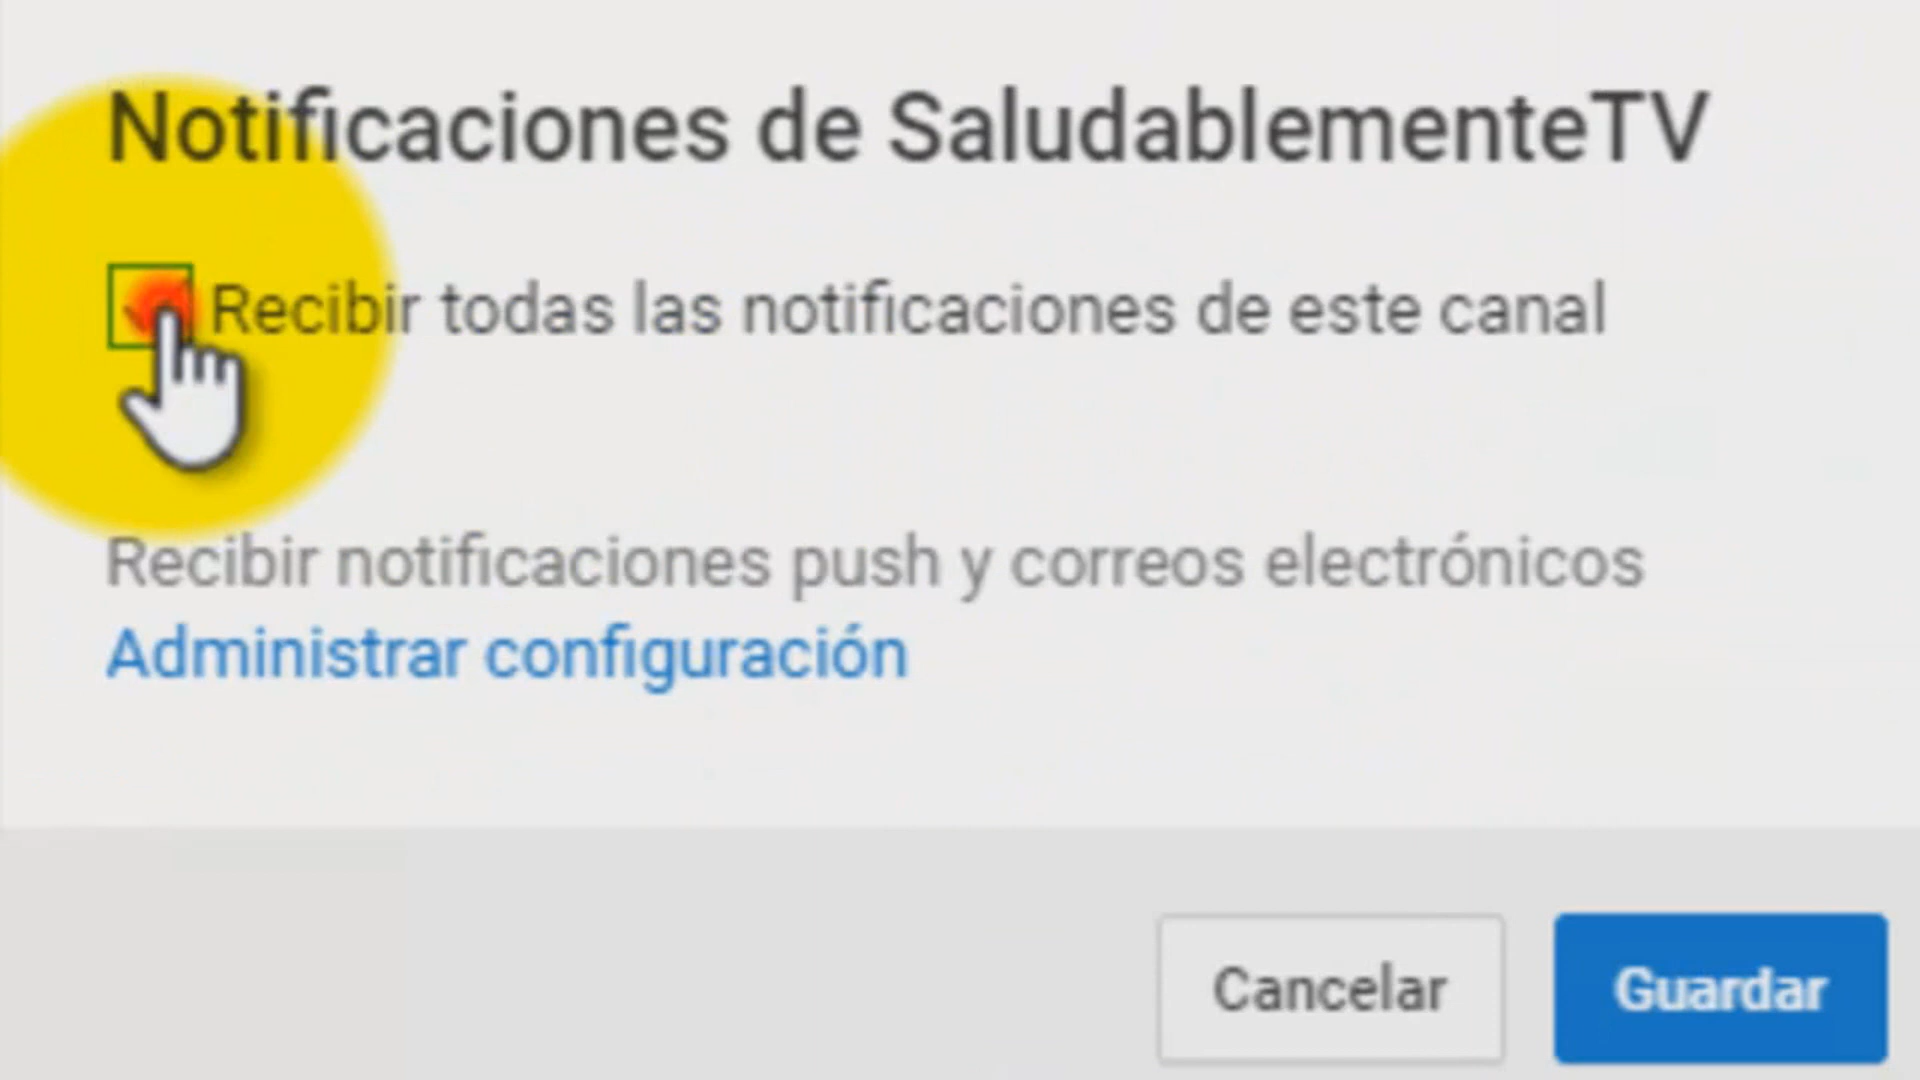 Notificaciones de SaludablementeTV
Recibir todas las notificaciones de este canal
Recibir notificaciones push y correos electrónicos
Administrar configuración
Cancelar
Guardar